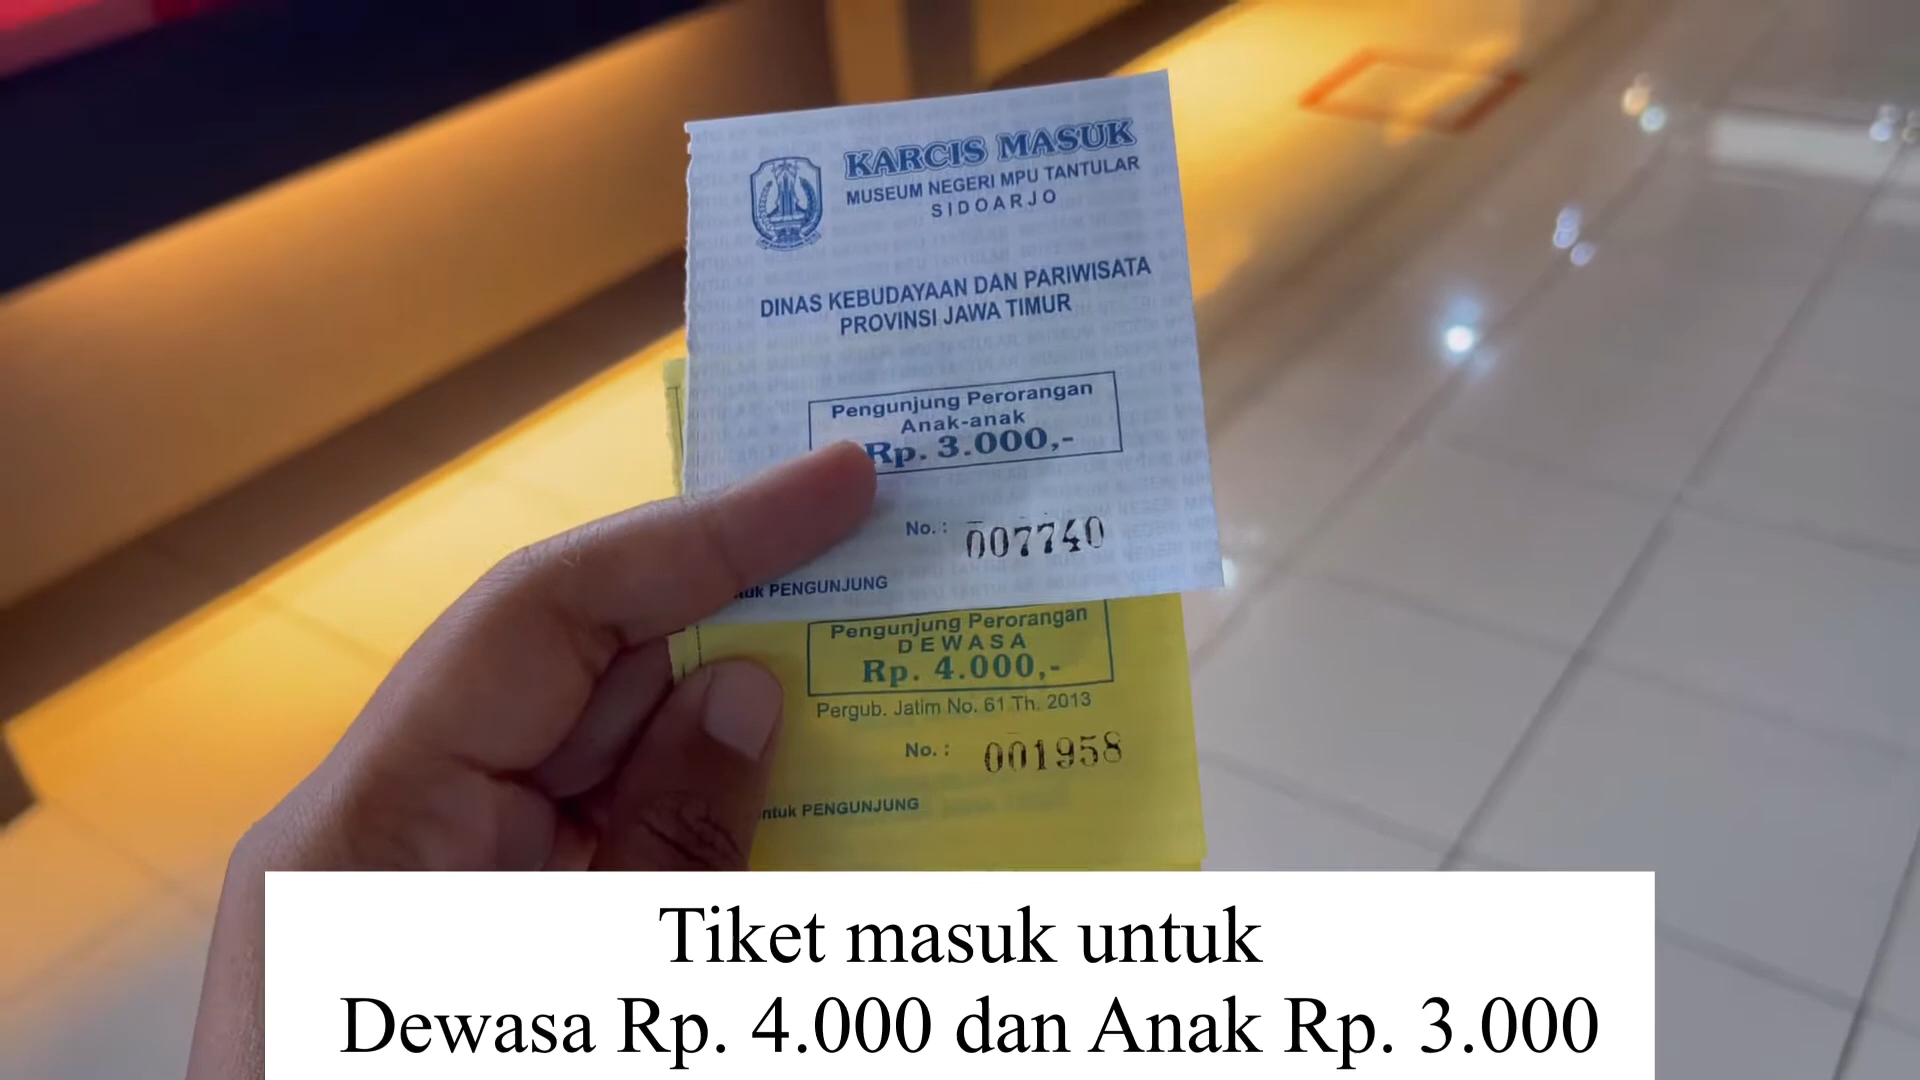 KARCIS MASUK
MUSEUM NEGERI MPU TANTULAR
SIDOARJO
DINAS KEBUDAYAAN DAN PARIWISATA
PROVINSI JAWA TIMUR
Pengunjung Perorangan
Anak-anak
Rp. 3.000,-
No. : 007740
PENGUNJUNG
Pengunjung Perorangan
DEWASA
Rp. 4.000,-
Pergub. Jatim No. 61 Th. 2013
No. : 001958
PENGUNJUNG
Tiket masuk untuk
Dewasa Rp. 4.000 dan Anak Rp. 3.000